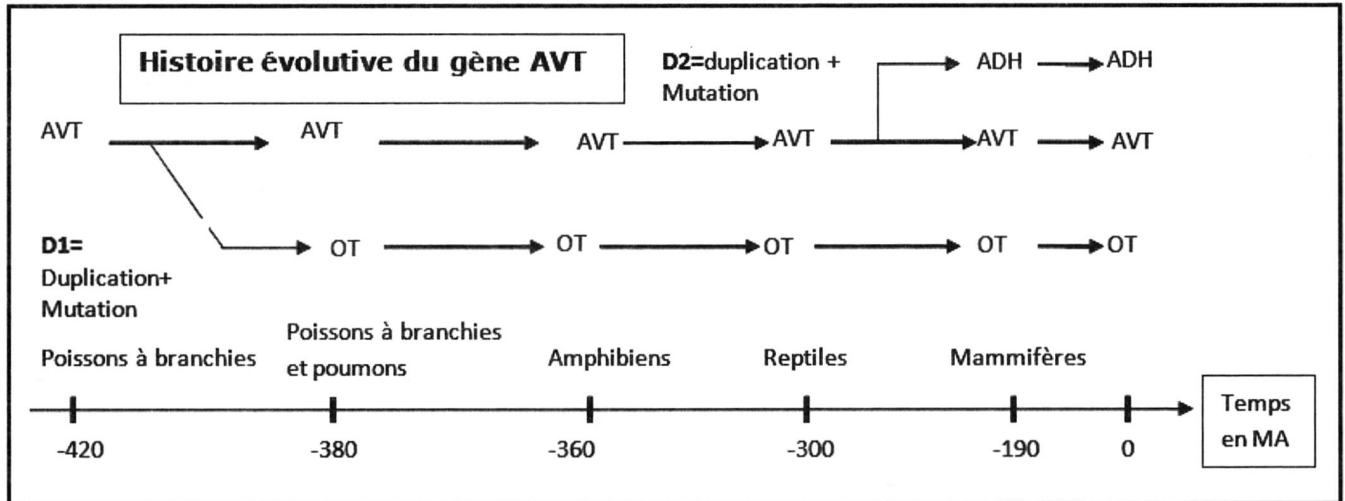 Histoire évolutive du gène AVT
D2=duplication +
Mutation
ADH ADH
AVT AVT AVT AVT AVT AVT
D1=
Duplication+
Mutation
OT OT OT OT OT
Poissons à branchies
Poissons à branchies
et poumons
Amphibiens
Reptiles
Mammifères
-420 -380 -360 -300 -190 0
Temps
en MA